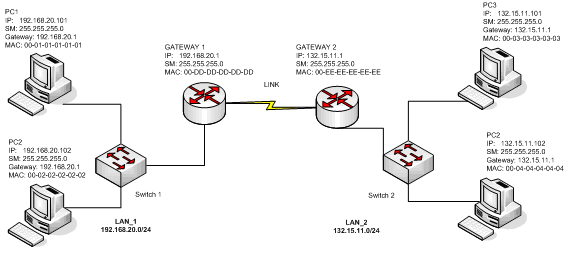 PC1
IP: 192.168.20.101
SM: 255.255.255.0
Gateway: 192.168.20.1
MAC: 00-01-01-01-01-01
GATEWAY 1
IP: 192.168.20.1
SM: 255.255.255.0
MAC: 00-DD-DD-DD-DD-DD
LINK
GATEWAY 2
IP: 132.15.11.1
SM: 255.255.255.0
MAC: 00-EE-EE-EE-EE-EE
PC3
IP: 132.15.11.101
SM: 255.255.255.0
Gateway: 132.15.11.1
MAC: 00-03-03-03-03-03
PC2
IP: 192.168.20.102
SM: 255.255.255.0
Gateway: 192.168.20.1
MAC: 00-02-02-02-02-02
Switch 1
LAN_1
192.168.20.0/24
Switch 2
LAN_2
132.15.11.0/24
PC2
IP: 132.15.11.102
SM: 255.255.255.0
Gateway: 132.15.11.1
MAC: 00-04-04-04-04-04